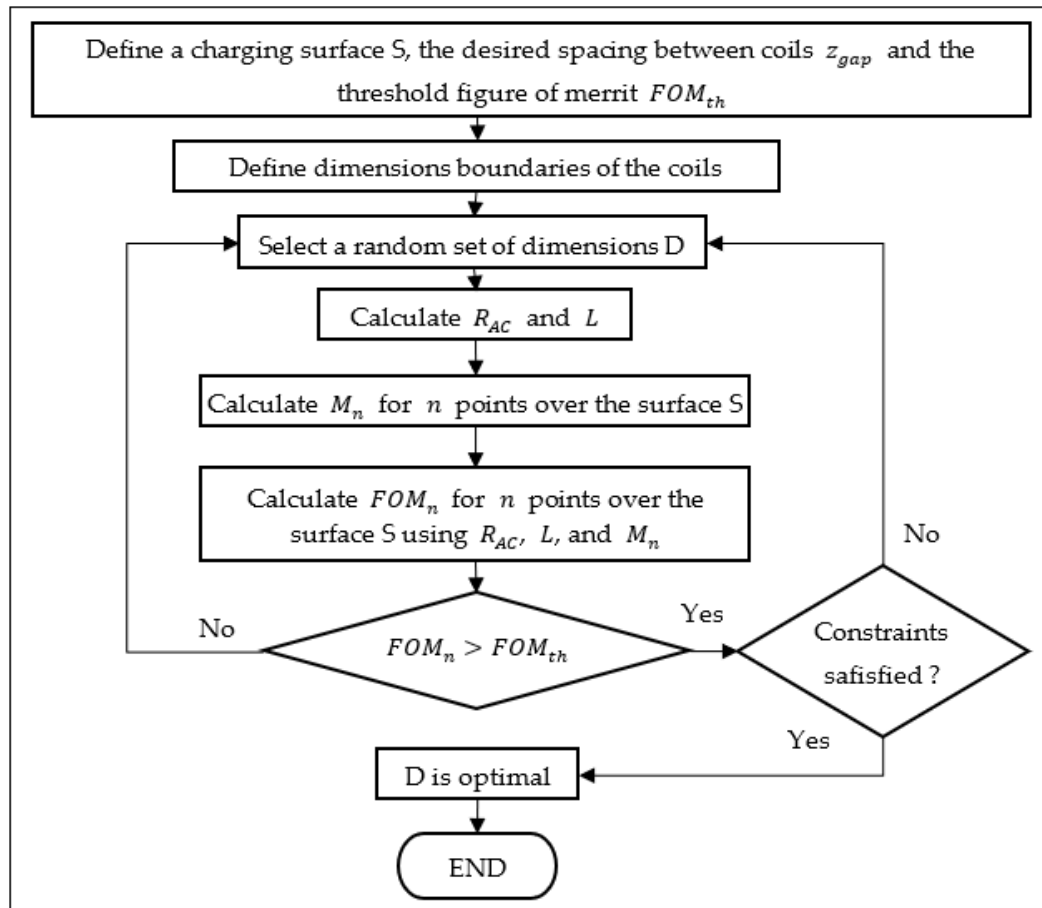 Define a charging surface S, the desired spacing between coils z_gap and the
threshold figure of merrit FOM_th
Define dimensions boundaries of the coils
Select a random set of dimensions D
Calculate R_AC and L
Calculate M_n for n points over the surface S
Calculate FOM_n for n points over the
surface S using R_AC, L, and M_n
No
FOM_n > FOM_th
Yes
No
Constraints
safisfied ?
Yes
D is optimal
END